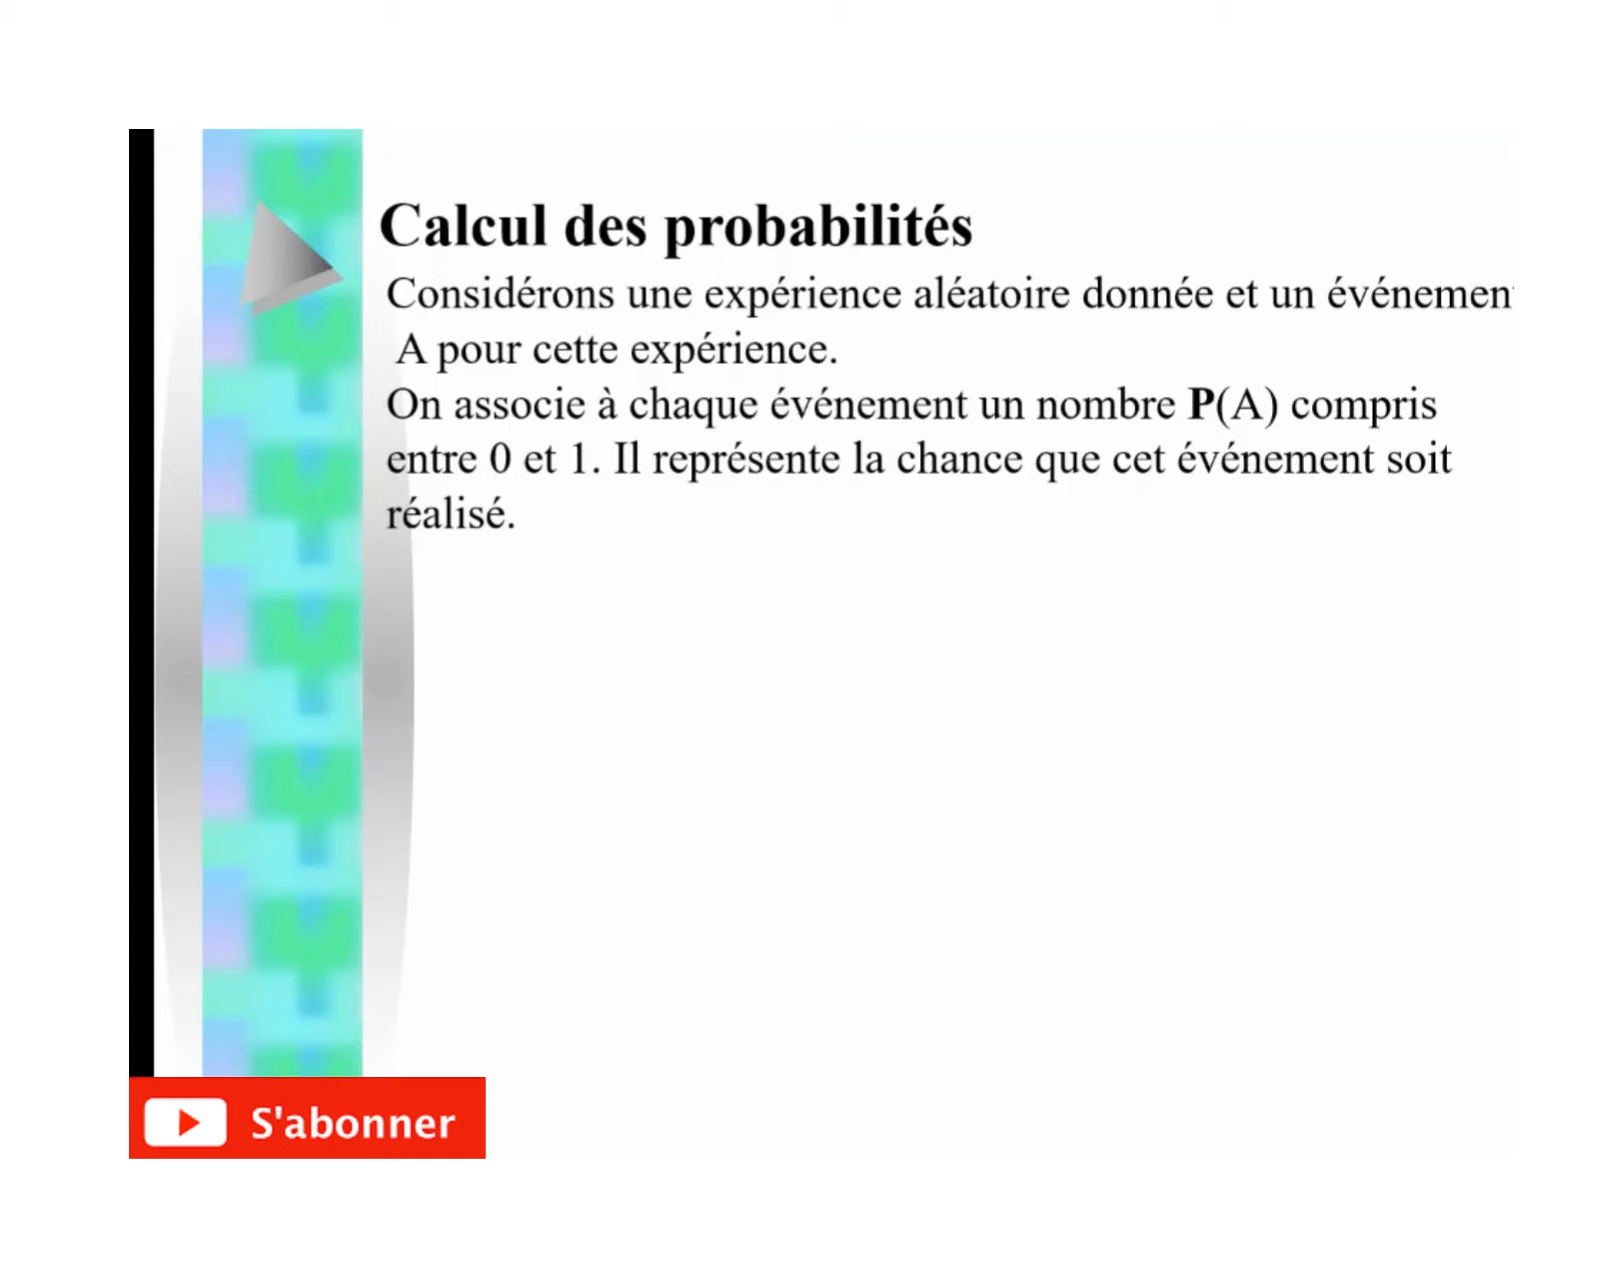 Calcul des probabilités
Considérons une expérience aléatoire donnée et un événemen
A pour cette expérience.
On associe à chaque événement un nombre P(A) compris
entre 0 et 1. Il représente la chance que cet événement soit
réalisé.
S'abonner